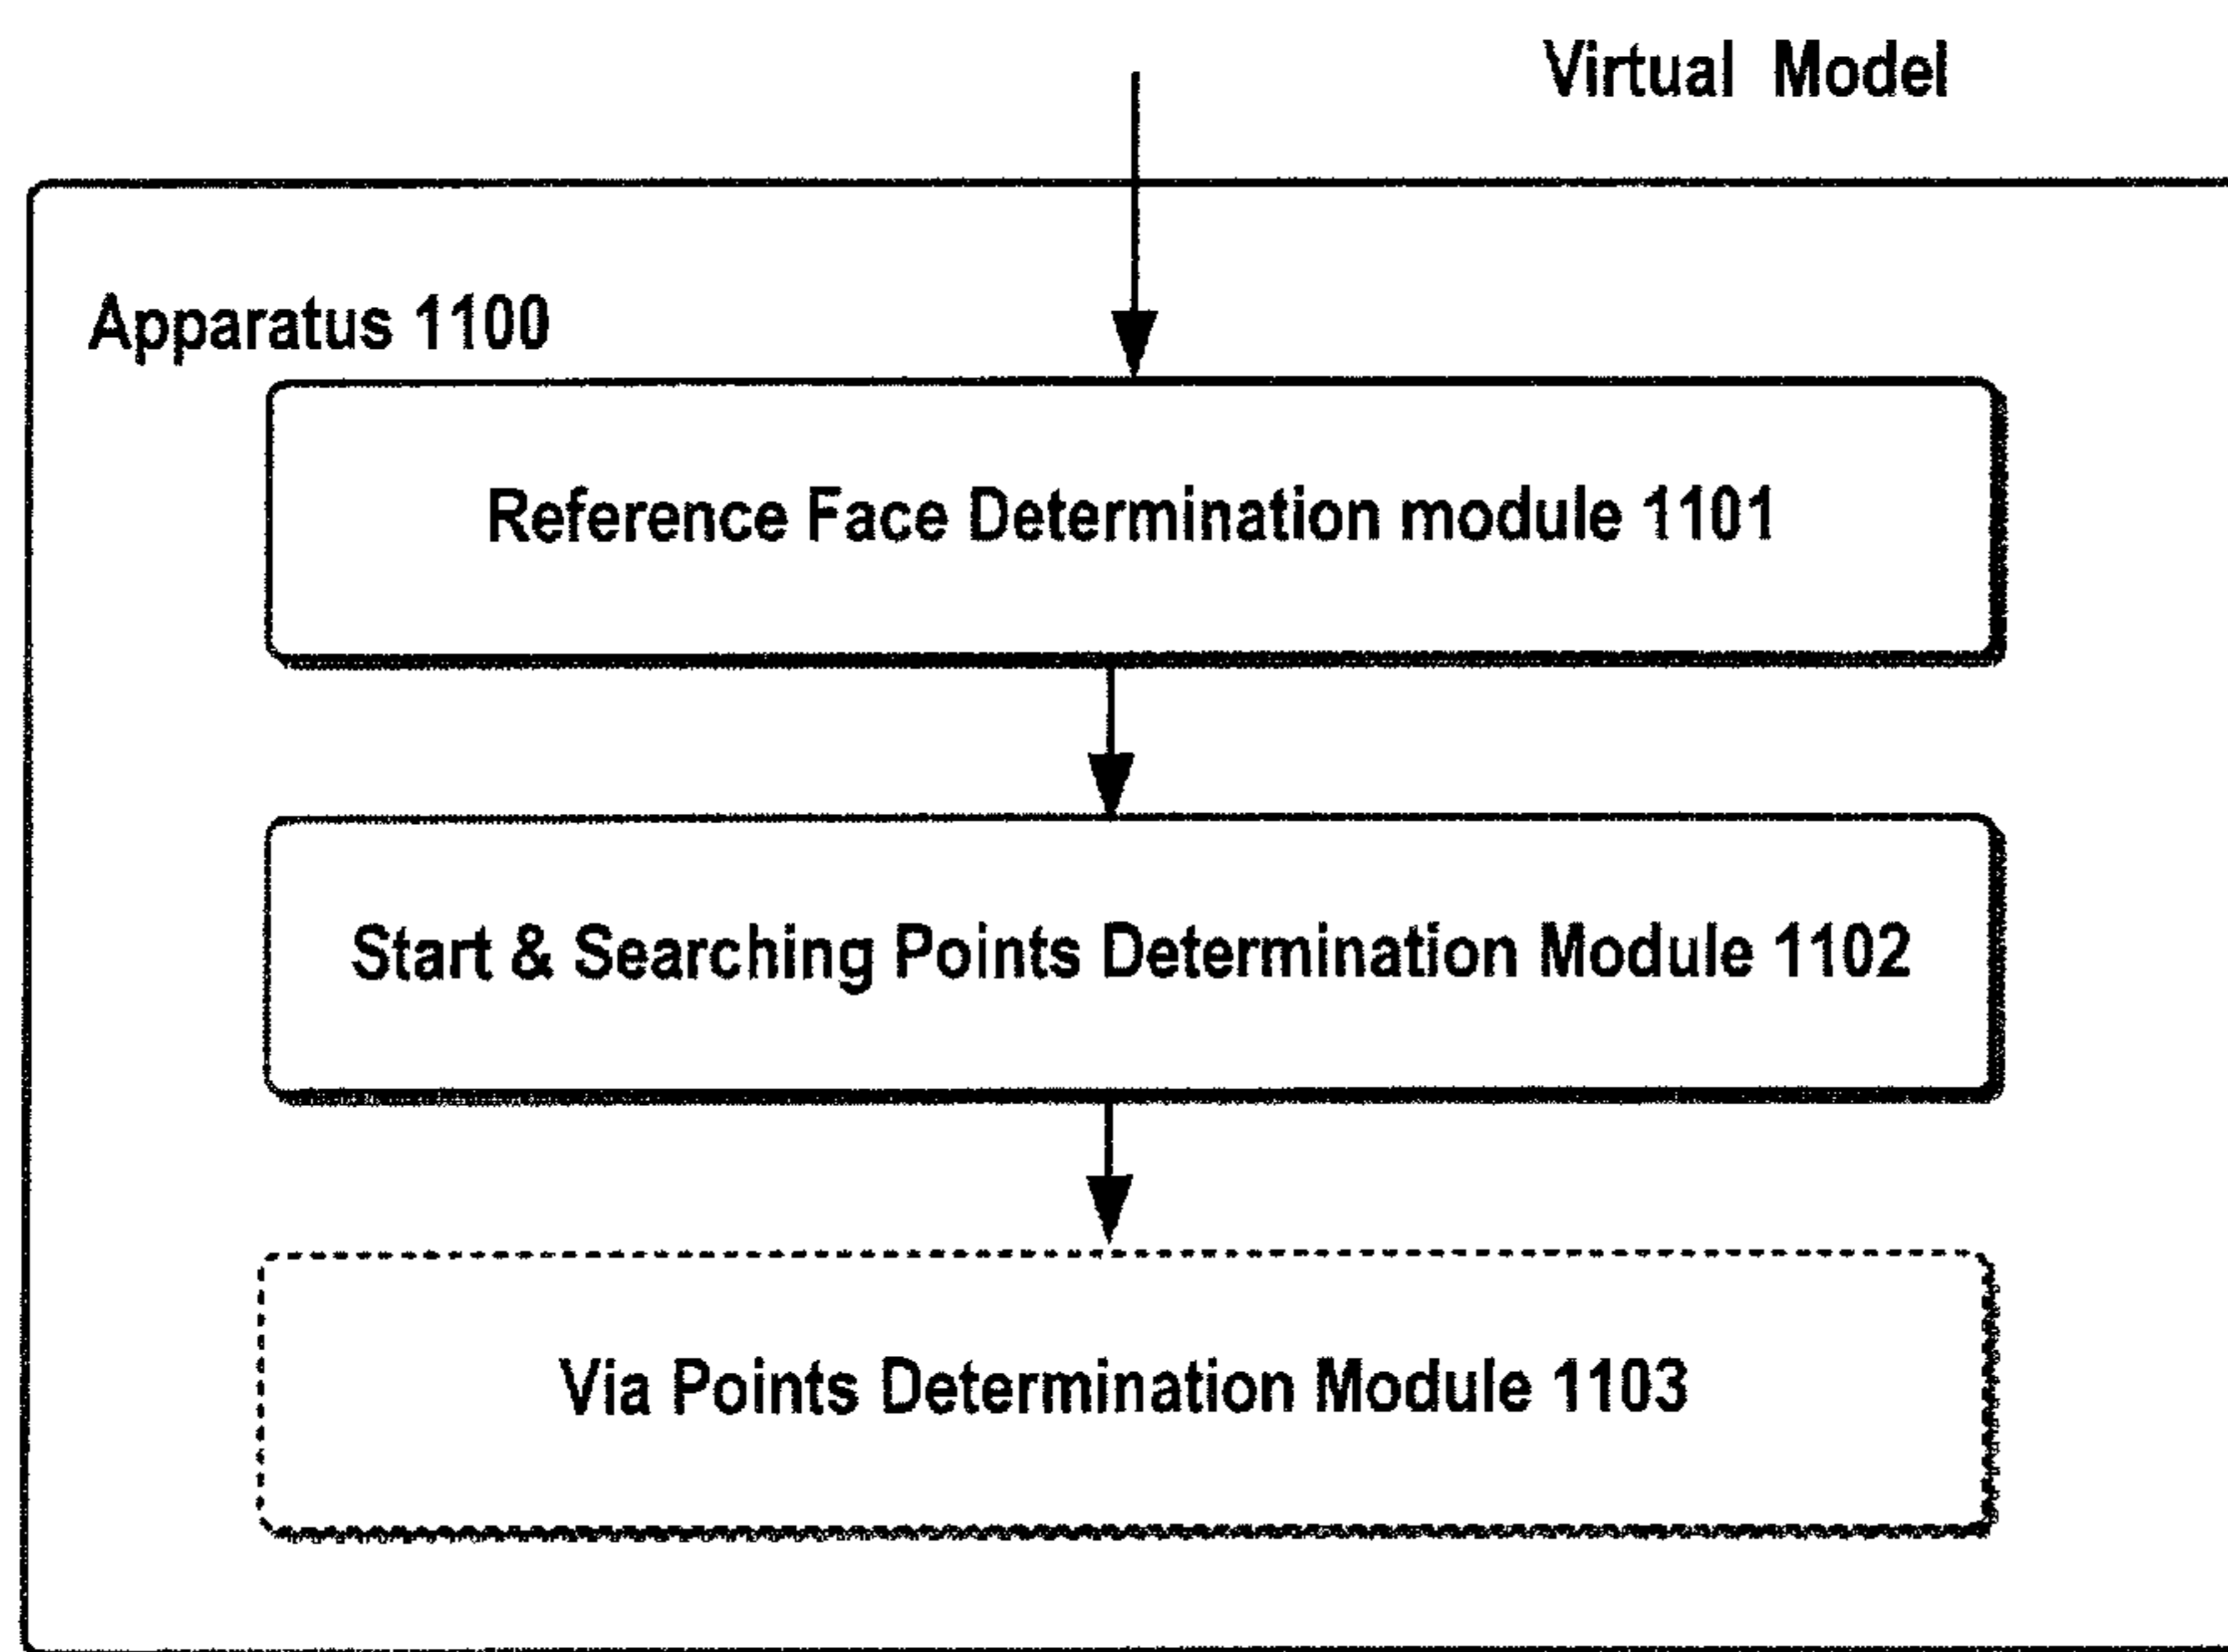 Virtual Model
Apparatus 1100
Reference Face Determination module 1101
Start & Searching Points Determination Module 1102
Via Points Determination Module 1103